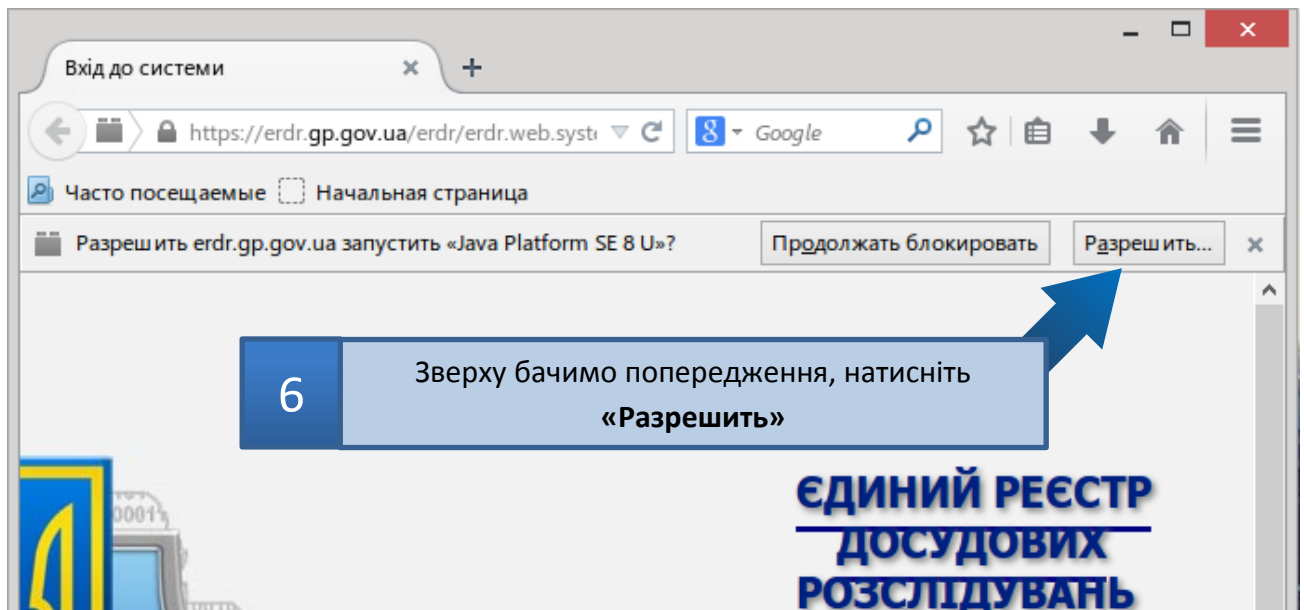 Вхід до системи
https://erdr.gp.gov.ua/erdr/erdr.web.syst
8 Google
Часто посещаемые Начальная страница
Разрешить erdr.gp.gov.ua запустить «Java Platform SE 8 U»? Продолжать блокировать Разрешить...
6
Зверху бачимо попередження, натисніть
«Разрешить»
0001
ЄДИНИЙ РЕЄСТР
ДОСУДОВИХ
РОЗСЛІДУВАНЬ